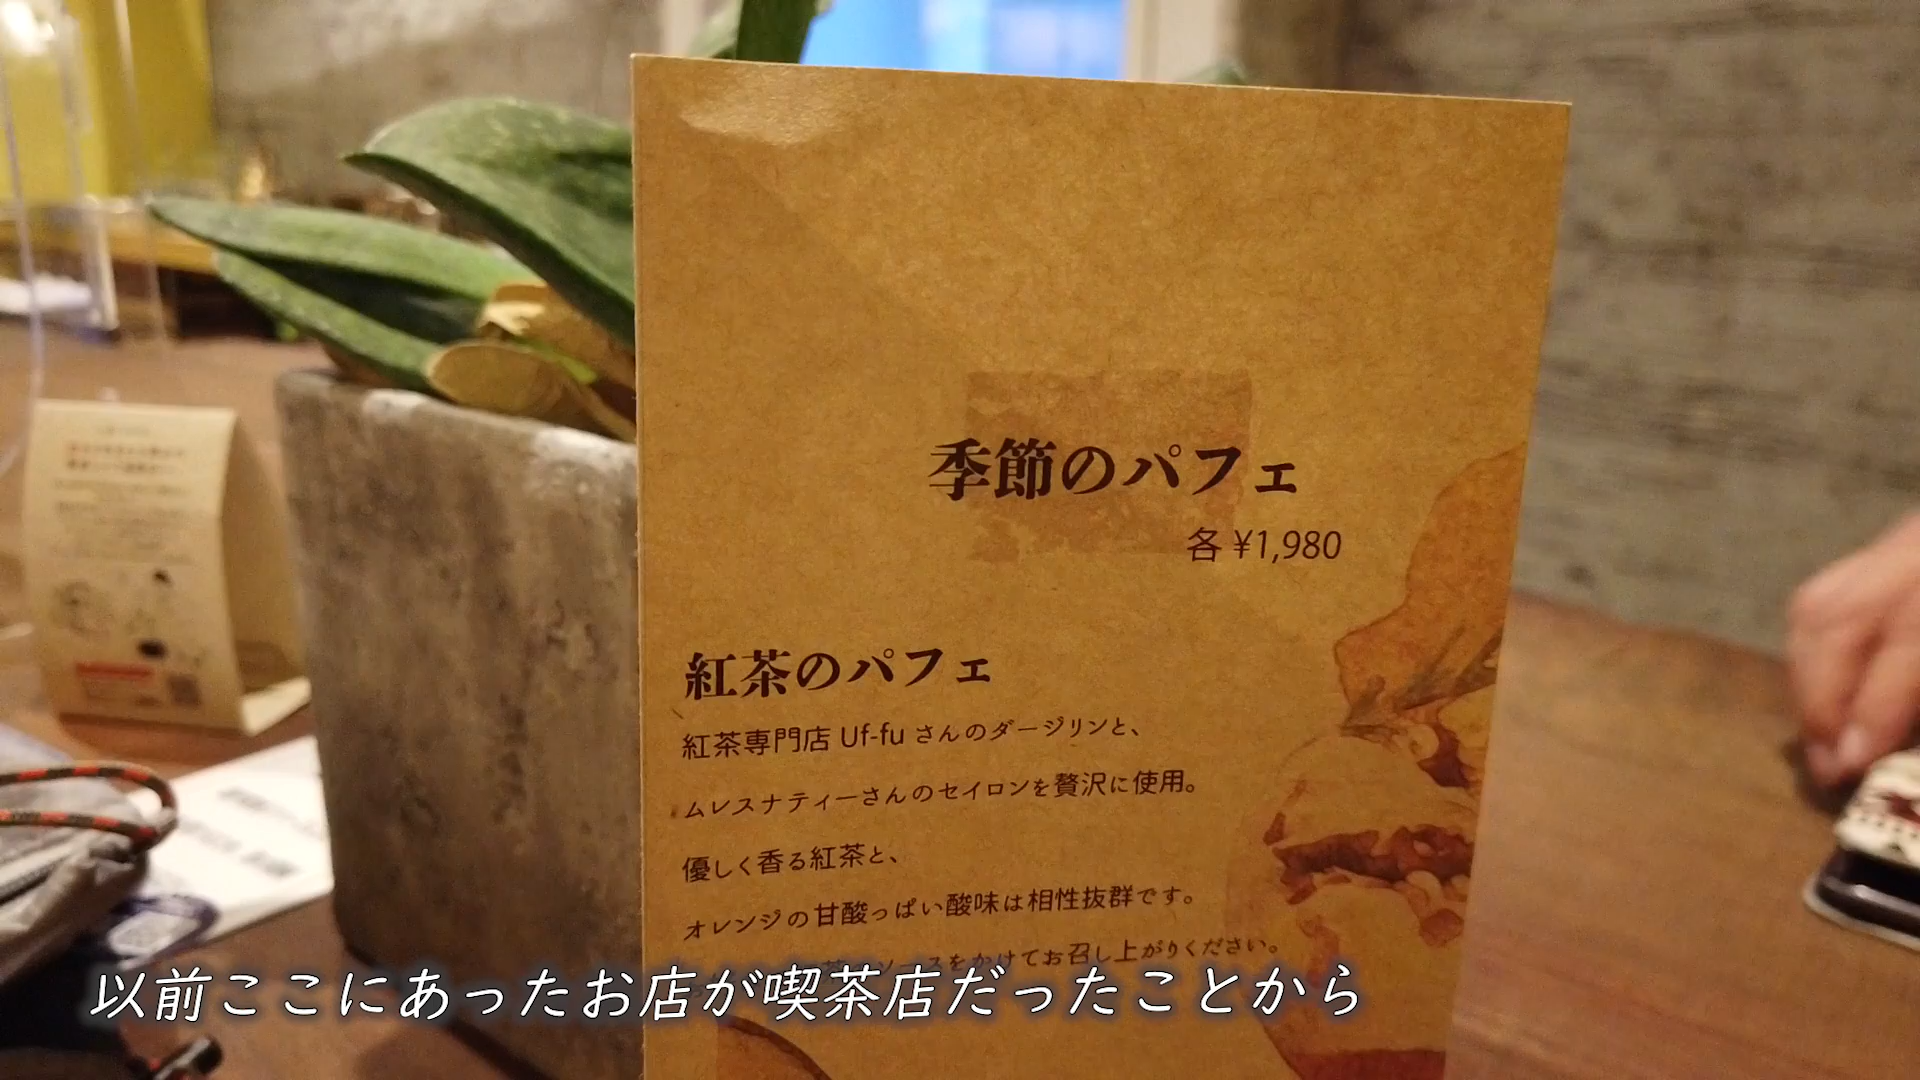 季節のパフェ
各 ¥1,980
紅茶のパフェ
紅茶専門店 Uf-fu さんのダージリンと、
ムレスナティーさんのセイロンを贅沢に使用。
優しく香る紅茶と、
オレンジの甘酸っぱい酸味は相性抜群です。
ソースをかけてお召し上がりください。
以前ここにあったお店が喫茶店だったことから